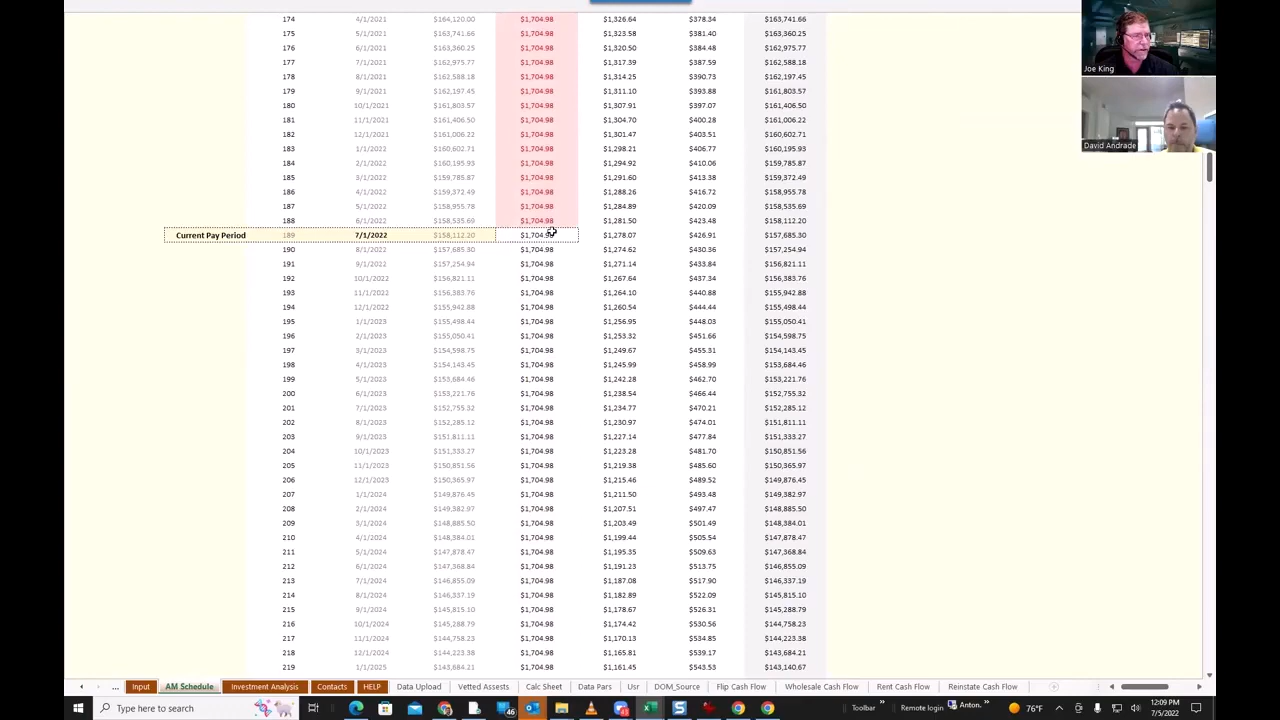 174 4/1/2021 $164,120.00 $1,704.98 $1,326.64 $378.34 $163,741.66
175 5/1/2021 $163,741.66 $1,704.98 $1,323.58 $381.40 $163,360.25
176 6/1/2021 $163,360.25 $1,704.98 $1,320.50 $384.48 $162,975.77
177 7/1/2021 $162,975.77 $1,704.98 $1,317.39 $387.59 $162,588.18
178 8/1/2021 $162,588.18 $1,704.98 $1,314.25 $390.73 $162,197.45
179 9/1/2021 $162,197.45 $1,704.98 $1,311.10 $393.88 $161,803.57
180 10/1/2021 $161,803.57 $1,704.98 $1,307.91 $397.07 $161,406.50
181 11/1/2021 $161,406.50 $1,704.98 $1,304.70 $400.28 $161,006.22
182 12/1/2021 $161,006.22 $1,704.98 $1,301.47 $403.51 $160,602.71
183 1/1/2022 $160,602.71 $1,704.98 $1,298.21 $406.77 $160,195.93
184 2/1/2022 $160,195.93 $1,704.98 $1,294.92 $410.06 $159,785.87
185 3/1/2022 $159,785.87 $1,704.98 $1,291.60 $413.38 $159,372.49
186 4/1/2022 $159,372.49 $1,704.98 $1,288.26 $416.72 $158,955.78
187 5/1/2022 $158,955.78 $1,704.98 $1,284.89 $420.09 $158,535.69
188 6/1/2022 $158,535.69 $1,704.98 $1,281.50 $423.48 $158,112.20
Current Pay Period 189 7/1/2022 $158,112.20 $1,704.98 $1,278.07 $426.91 $157,685.30
190 8/1/2022 $157,685.30 $1,704.98 $1,274.62 $430.36 $157,254.94
191 9/1/2022 $157,254.94 $1,704.98 $1,271.14 $433.84 $156,821.11
192 10/1/2022 $156,821.11 $1,704.98 $1,267.64 $437.34 $156,383.76
193 11/1/2022 $156,383.76 $1,704.98 $1,264.10 $440.88 $155,942.88
194 12/1/2022 $155,942.88 $1,704.98 $1,260.54 $444.44 $155,498.44
195 1/1/2023 $155,498.44 $1,704.98 $1,256.95 $448.03 $155,050.41
196 2/1/2023 $155,050.41 $1,704.98 $1,253.32 $451.66 $154,598.75
197 3/1/2023 $154,598.75 $1,704.98 $1,249.67 $455.31 $154,143.45
198 4/1/2023 $154,143.45 $1,704.98 $1,245.99 $458.99 $153,684.46
199 5/1/2023 $153,684.46 $1,704.98 $1,242.28 $462.70 $153,221.76
200 6/1/2023 $153,221.76 $1,704.98 $1,238.54 $466.44 $152,755.32
201 7/1/2023 $152,755.32 $1,704.98 $1,234.77 $470.21 $152,285.12
202 8/1/2023 $152,285.12 $1,704.98 $1,230.97 $474.01 $151,811.11
203 9/1/2023 $151,811.11 $1,704.98 $1,227.14 $477.84 $151,333.27
204 10/1/2023 $151,333.27 $1,704.98 $1,223.28 $481.70 $150,851.56
205 11/1/2023 $150,851.56 $1,704.98 $1,219.38 $485.60 $150,365.97
206 12/1/2023 $150,365.97 $1,704.98 $1,215.46 $489.52 $149,876.45
207 1/1/2024 $149,876.45 $1,704.98 $1,211.50 $493.48 $149,382.97
208 2/1/2024 $149,382.97 $1,704.98 $1,207.51 $497.47 $148,885.50
209 3/1/2024 $148,885.50 $1,704.98 $1,203.49 $501.49 $148,384.01
210 4/1/2024 $148,384.01 $1,704.98 $1,199.44 $505.54 $147,878.47
211 5/1/2024 $147,878.47 $1,704.98 $1,195.35 $509.63 $147,368.84
212 6/1/2024 $147,368.84 $1,704.98 $1,191.23 $513.75 $146,855.09
213 7/1/2024 $146,855.09 $1,704.98 $1,187.08 $517.90 $146,337.19
214 8/1/2024 $146,337.19 $1,704.98 $1,182.89 $522.09 $145,815.10
215 9/1/2024 $145,815.10 $1,704.98 $1,178.67 $526.31 $145,288.79
216 10/1/2024 $145,288.79 $1,704.98 $1,174.42 $530.56 $144,758.23
217 11/1/2024 $144,758.23 $1,704.98 $1,170.13 $534.85 $144,223.38
218 12/1/2024 $144,223.38 $1,704.98 $1,165.81 $539.17 $143,684.21
219 1/1/2025 $143,684.21 $1,704.98 $1,161.45 $543.53 $143,140.67
Joe King
David Andrade
... Input AM Schedule Investment Analysis Contacts HELP Data Upload Vetted Assests Calc Sheet Data Pars Usr DOM_Source Flip Cash Flow Wholesale Cash Flow Rent Cash Flow Reinstate Cash Flow
Type here to search 46 Toolbar » Remote login Anton. » 76°F 12:09 PM
7/5/2022